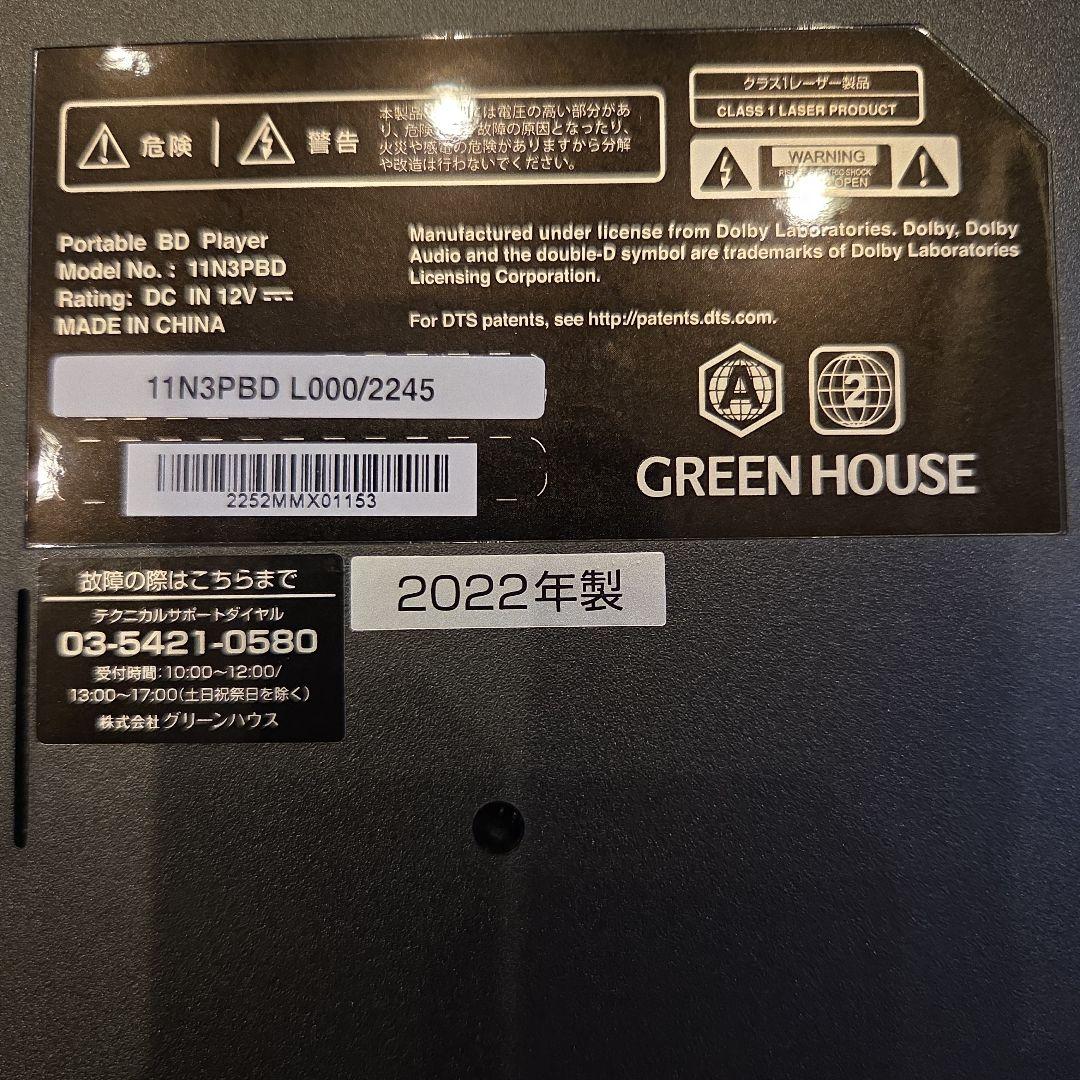 危険
警告
本製品 は電圧の高い部分があ
り、危険 故障の原因となったり、
火災や感電の危険がありますから分解
や改造は行わないでください。
クラス1レーザー製品
CLASS 1 LASER PRODUCT
WARNING
OPEN
Portable BD Player
Model No. : 11N3PBD
Rating: DC IN 12V
MADE IN CHINA
Manufactured under license from Dolby Laboratories. Dolby, Dolby
Audio and the double-D symbol are trademarks of Dolby Laboratories
Licensing Corporation.
For DTS patents, see http://patents.dts.com.
11N3PBD L000/2245
2252MMX01153
A
2
GREEN HOUSE
故障の際はこちらまで
テクニカルサポートダイヤル
03-5421-0580
受付時間:10:00〜12:00/
13:00〜17:00(土日祝祭日を除く)
株式会社グリーンハウス
2022年製